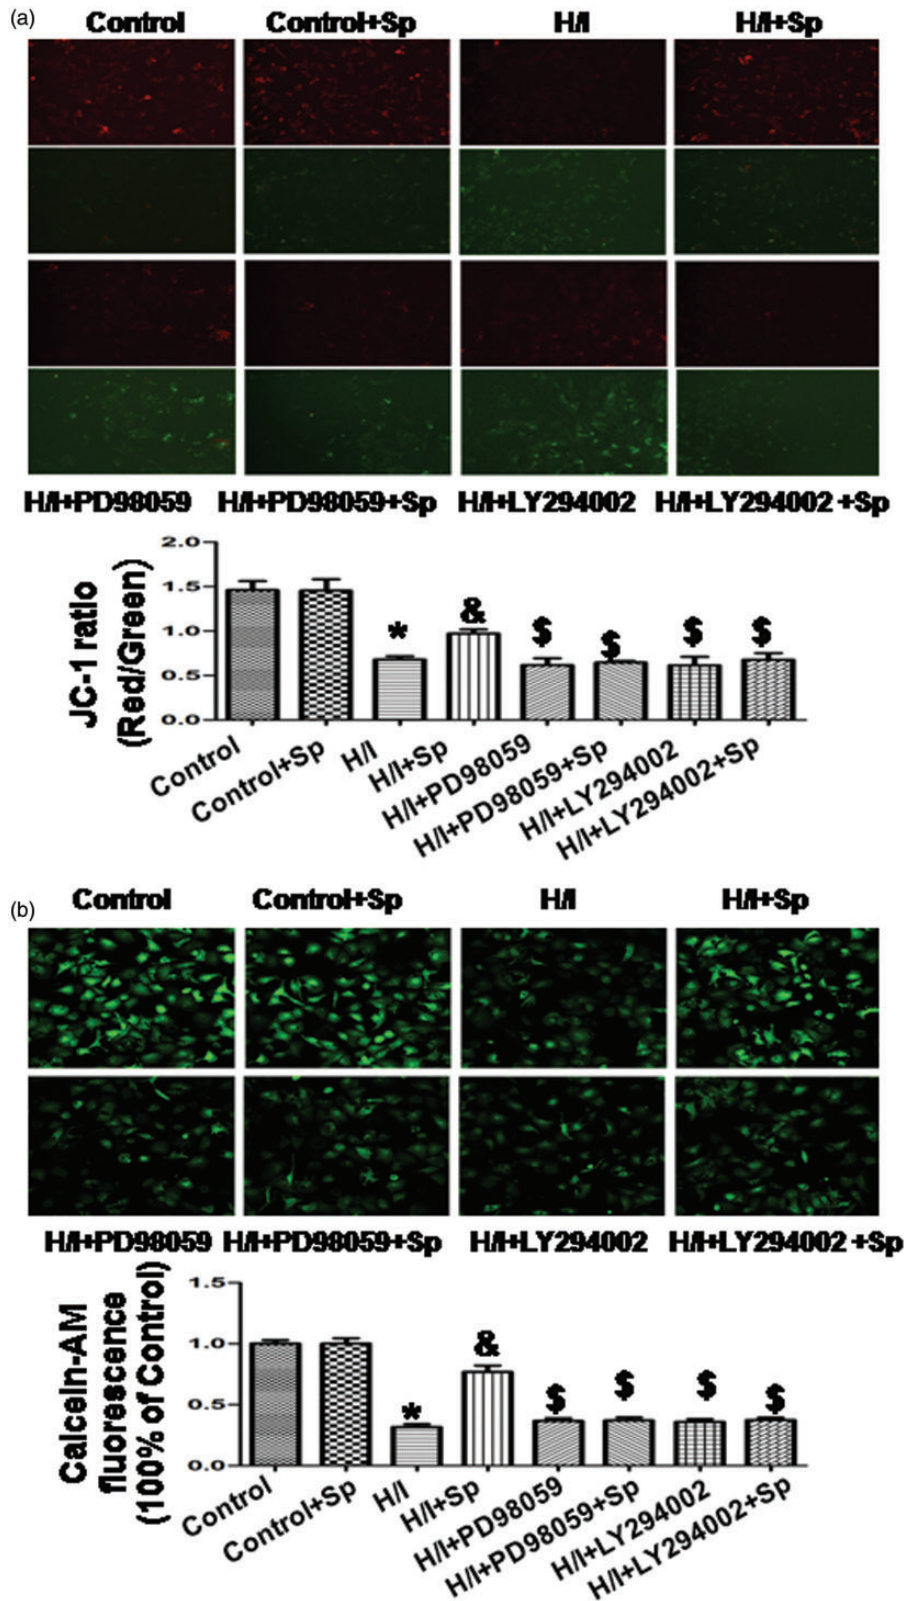 (a)
Control Control+Sp H/I H/I+Sp
H/I+PD98059 H/I+PD98059+Sp H/I+LY294002 H/I+LY294002 +Sp
JC-1 ratio
(Red/Green)
2.0
1.5
1.0
0.5
0.0
* & $ $ $ $
Control
Control+Sp
H/I
H/I+Sp
H/I+PD98059
H/I+PD98059+Sp
H/I+LY294002
H/I+LY294002+Sp
(b)
Control Control+Sp H/I H/I+Sp
H/I+PD98059 H/I+PD98059+Sp H/I+LY294002 H/I+LY294002 +Sp
Calcein-AM
fluorescence
(100% of Control)
1.5
1.0
0.5
0.0
* & $ $ $ $
Control
Control+Sp
H/I
H/I+Sp
H/I+PD98059
H/I+PD98059+Sp
H/I+LY294002
H/I+LY294002+Sp